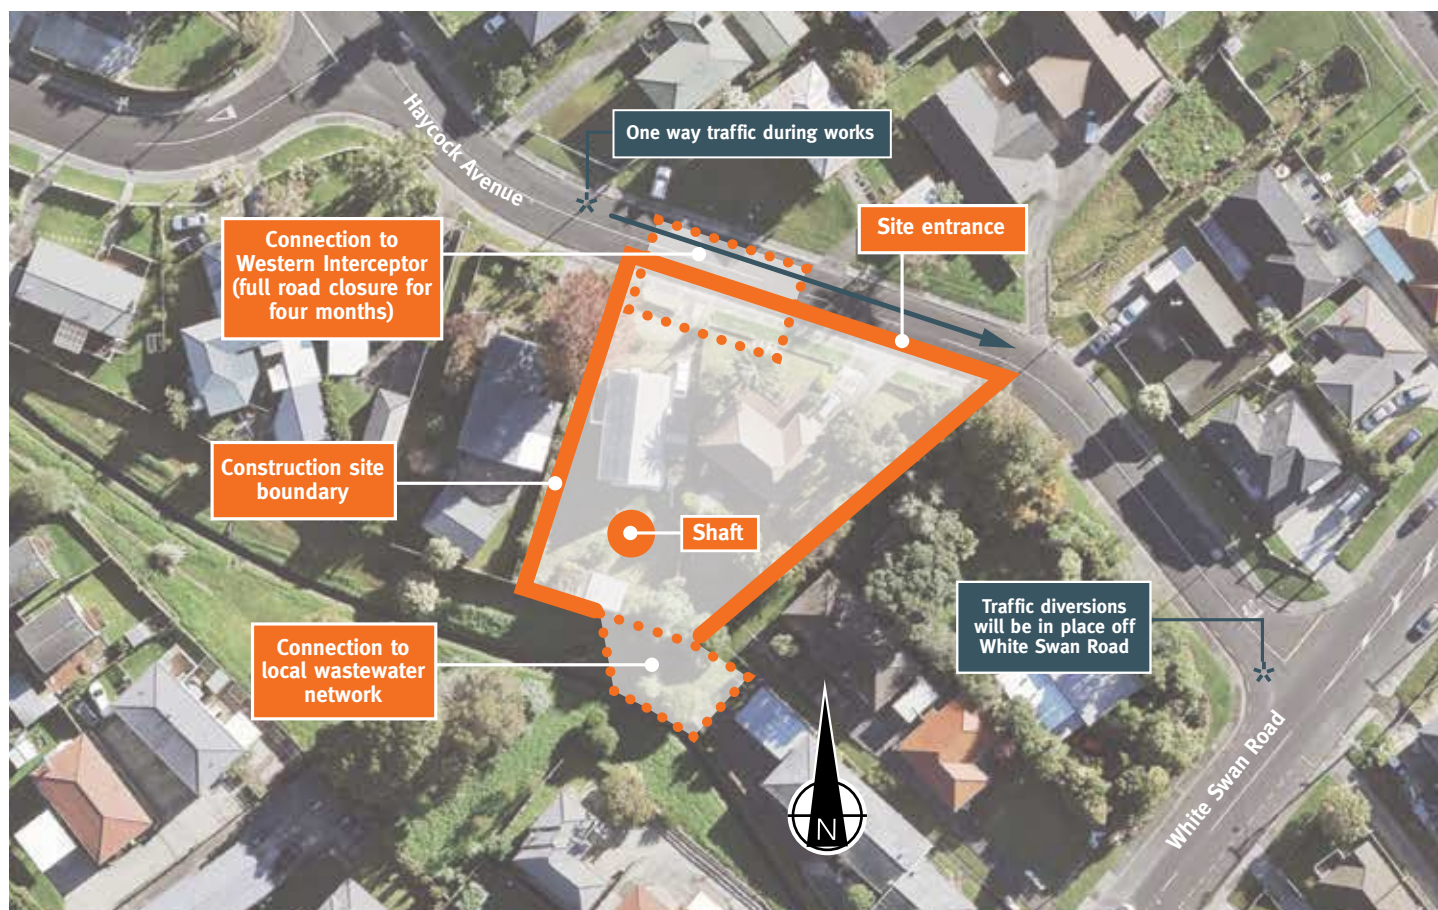 Haycock Avenue
One way traffic during works
Site entrance
Connection to
Western Interceptor
(full road closure for
four months)
Construction site
boundary
Shaft
Traffic diversions
will be in place off
White Swan Road
Connection to
local wastewater
network
White Swan Road
N